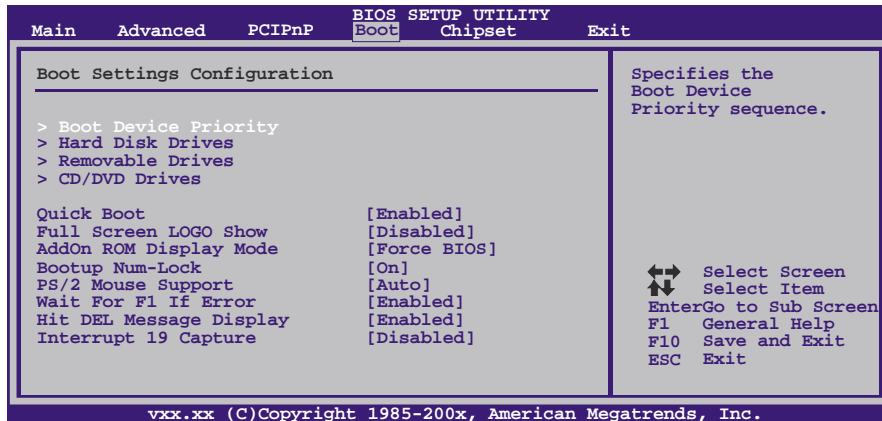 BIOS SETUP UTILITY
Main Advanced PCIPnP Boot Chipset Exit
Boot Settings Configuration
> Boot Device Priority
> Hard Disk Drives
> Removable Drives
> CD/DVD Drives
Quick Boot [Enabled]
Full Screen LOGO Show [Disabled]
AddOn ROM Display Mode [Force BIOS]
Bootup Num-Lock [On]
PS/2 Mouse Support [Auto]
Wait For F1 If Error [Enabled]
Hit DEL Message Display [Enabled]
Interrupt 19 Capture [Disabled]
Specifies the
Boot Device
Priority sequence.
Select Screen
Select Item
EnterGo to Sub Screen
F1 General Help
F10 Save and Exit
ESC Exit
vxx.xx (C)Copyright 1985-200x, American Megatrends, Inc.